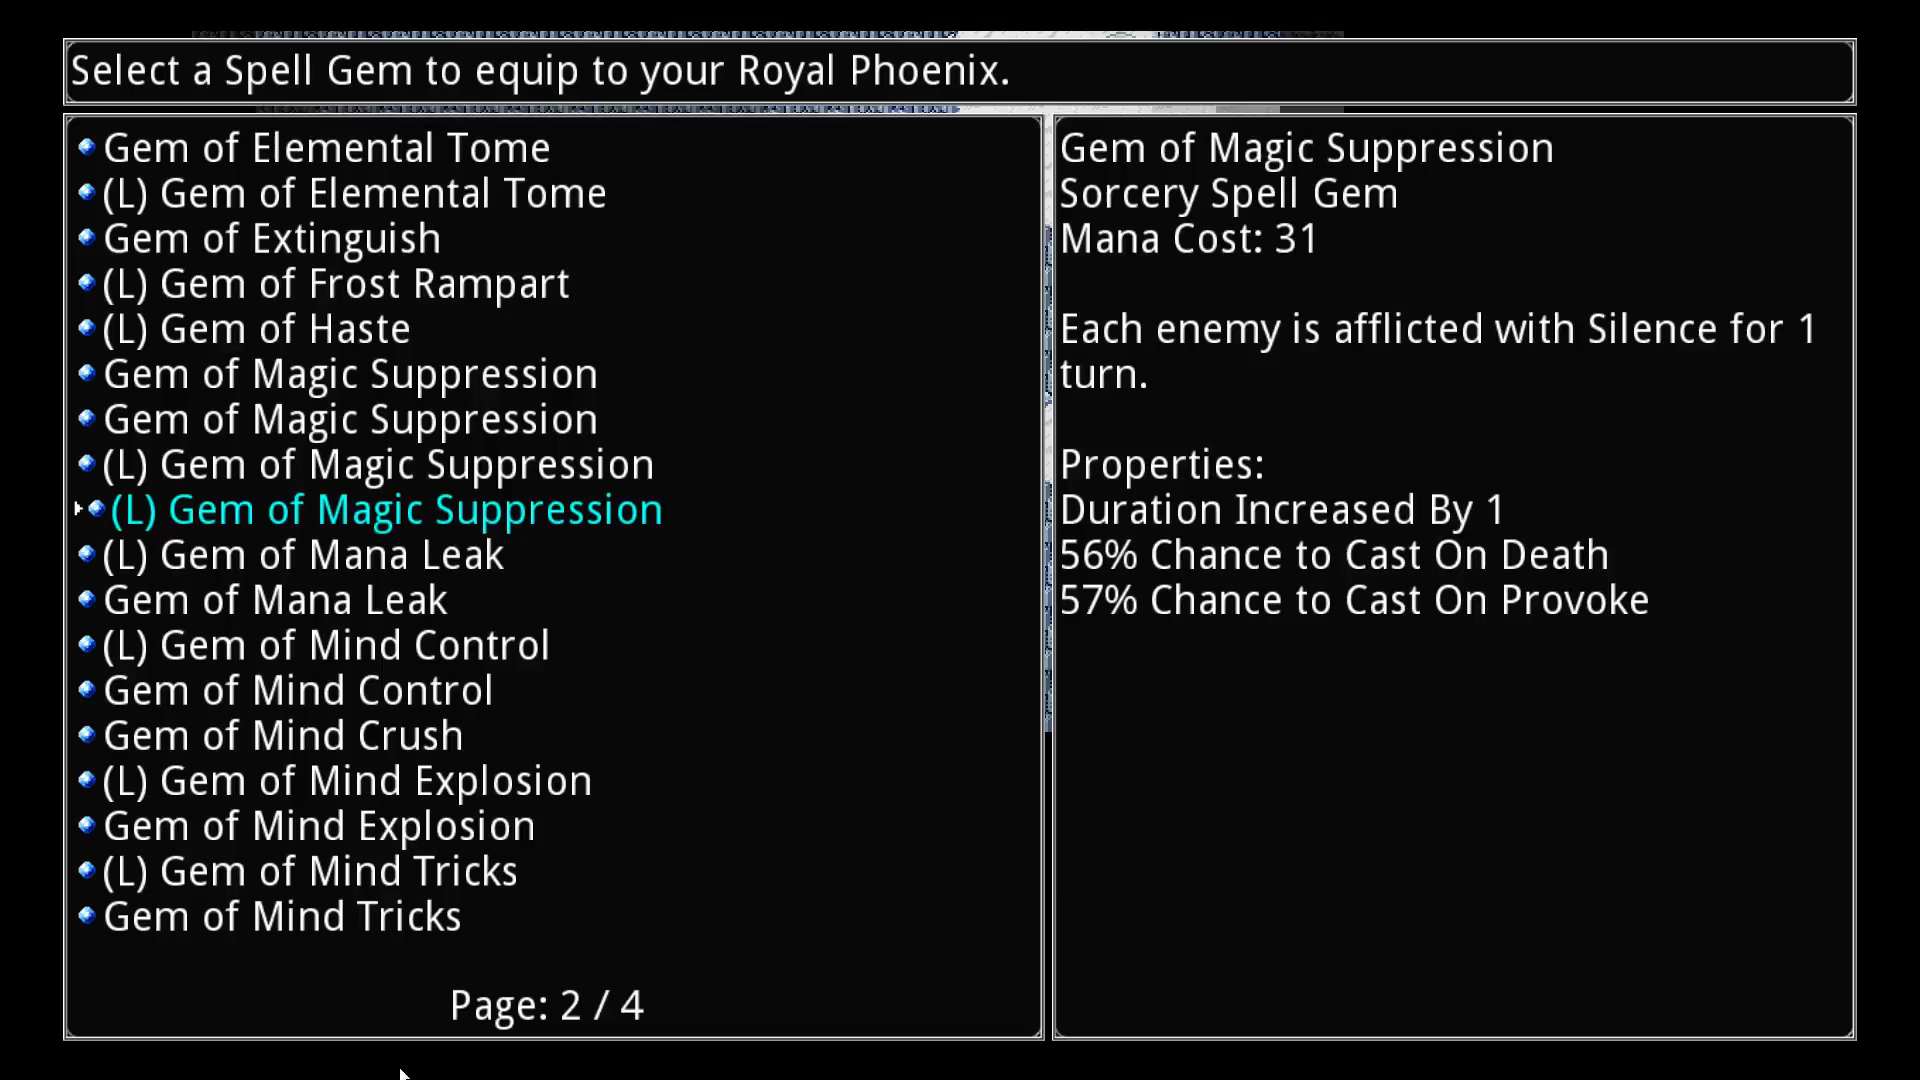 Select a Spell Gem to equip to your Royal Phoenix.
Gem of Elemental Tome
(L) Gem of Elemental Tome
Gem of Extinguish
(L) Gem of Frost Rampart
(L) Gem of Haste
Gem of Magic Suppression
Gem of Magic Suppression
(L) Gem of Magic Suppression
(L) Gem of Magic Suppression
(L) Gem of Mana Leak
Gem of Mana Leak
(L) Gem of Mind Control
Gem of Mind Control
Gem of Mind Crush
(L) Gem of Mind Explosion
Gem of Mind Explosion
(L) Gem of Mind Tricks
Gem of Mind Tricks
Page: 2 / 4
Gem of Magic Suppression
Sorcery Spell Gem
Mana Cost: 31
Each enemy is afflicted with Silence for 1
turn.
Properties:
Duration Increased By 1
56% Chance to Cast On Death
57% Chance to Cast On Provoke